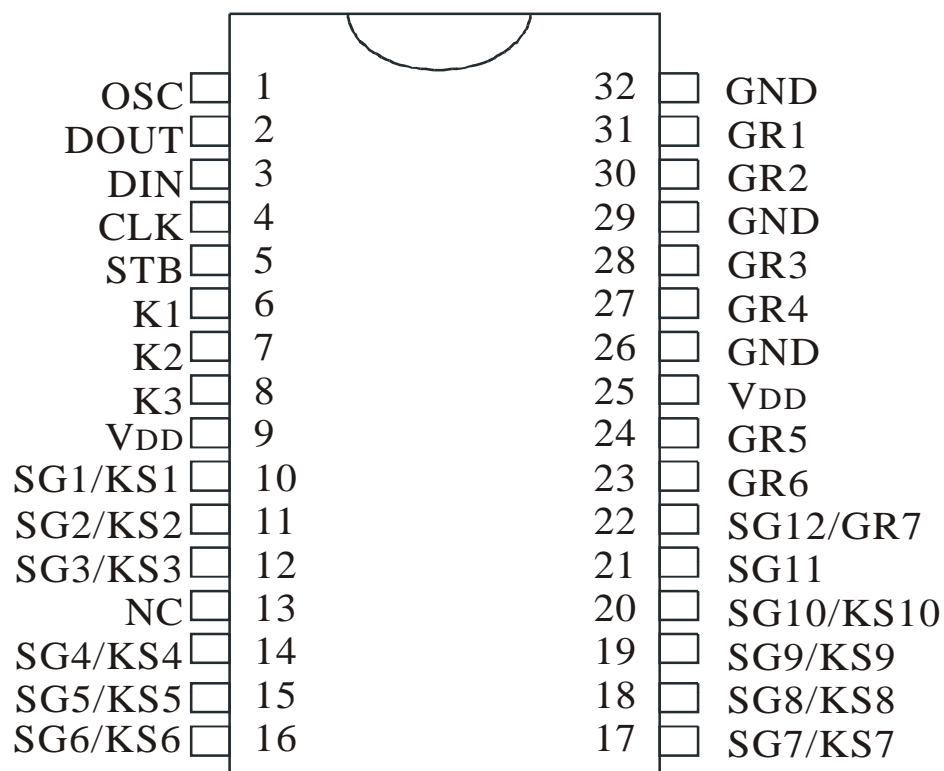 OSC 1 32 GND
DOUT 2 31 GR1
DIN 3 30 GR2
CLK 4 29 GND
STB 5 28 GR3
K1 6 27 GR4
K2 7 26 GND
K3 8 25 VDD
VDD 9 24 GR5
SG1/KS1 10 23 GR6
SG2/KS2 11 22 SG12/GR7
SG3/KS3 12 21 SG11
NC 13 20 SG10/KS10
SG4/KS4 14 19 SG9/KS9
SG5/KS5 15 18 SG8/KS8
SG6/KS6 16 17 SG7/KS7